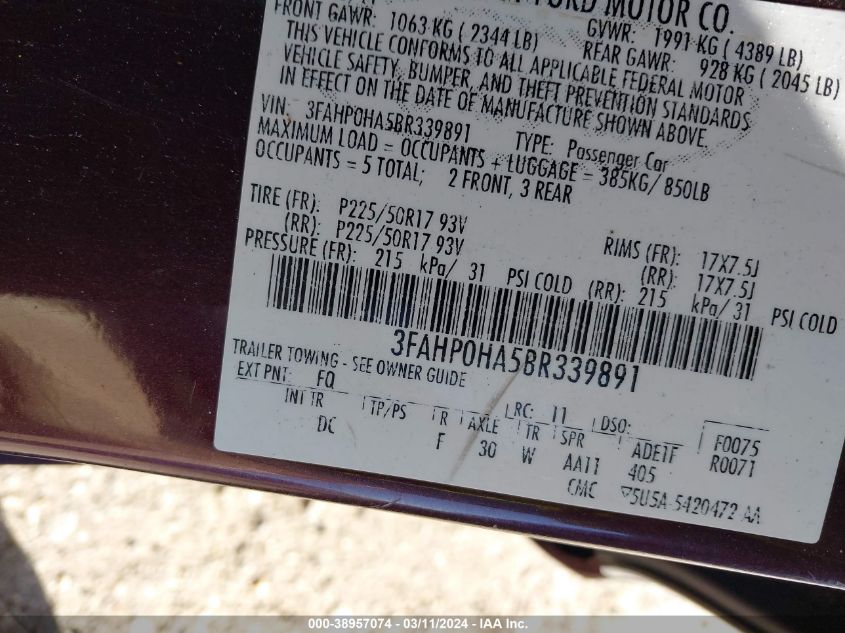 FORD MOTOR CO.
FRONT GAWR: 1063 KG ( 2344 LB) GVWR: 1991 KG ( 4389 LB)
REAR GAWR: 928 KG ( 2045 LB)
THIS VEHICLE CONFORMS TO ALL APPLICABLE FEDERAL MOTOR
VEHICLE SAFETY, BUMPER, AND THEFT PREVENTION STANDARDS
IN EFFECT ON THE DATE OF MANUFACTURE SHOWN ABOVE.
VIN: 3FAHP0HA5BR339891 TYPE: Passenger Car
MAXIMUM LOAD = OCCUPANTS + LUGGAGE = 385KG/ 850LB
OCCUPANTS = 5 TOTAL; 2 FRONT, 3 REAR
TIRE (FR): P225/50R17 93V RIMS (FR): 17X7.5J
(RR): P225/50R17 93V (RR): 17X7.5J
PRESSURE (FR): 215 kPa/ 31 PSI COLD (RR): 215 kPa/ 31 PSI COLD
3FAHP0HA5BR339891
TRAILER TOWING - SEE OWNER GUIDE
EXT PNT: FQ LRC: 11 DSO: F0075
INT TR TP/PS R AXLE TR SPR ADE1F R0071
DC F 30 W AA11 405
CMC 5U5A-5420472-AA
000-38957074 - 03/11/2024 - IAA Inc.